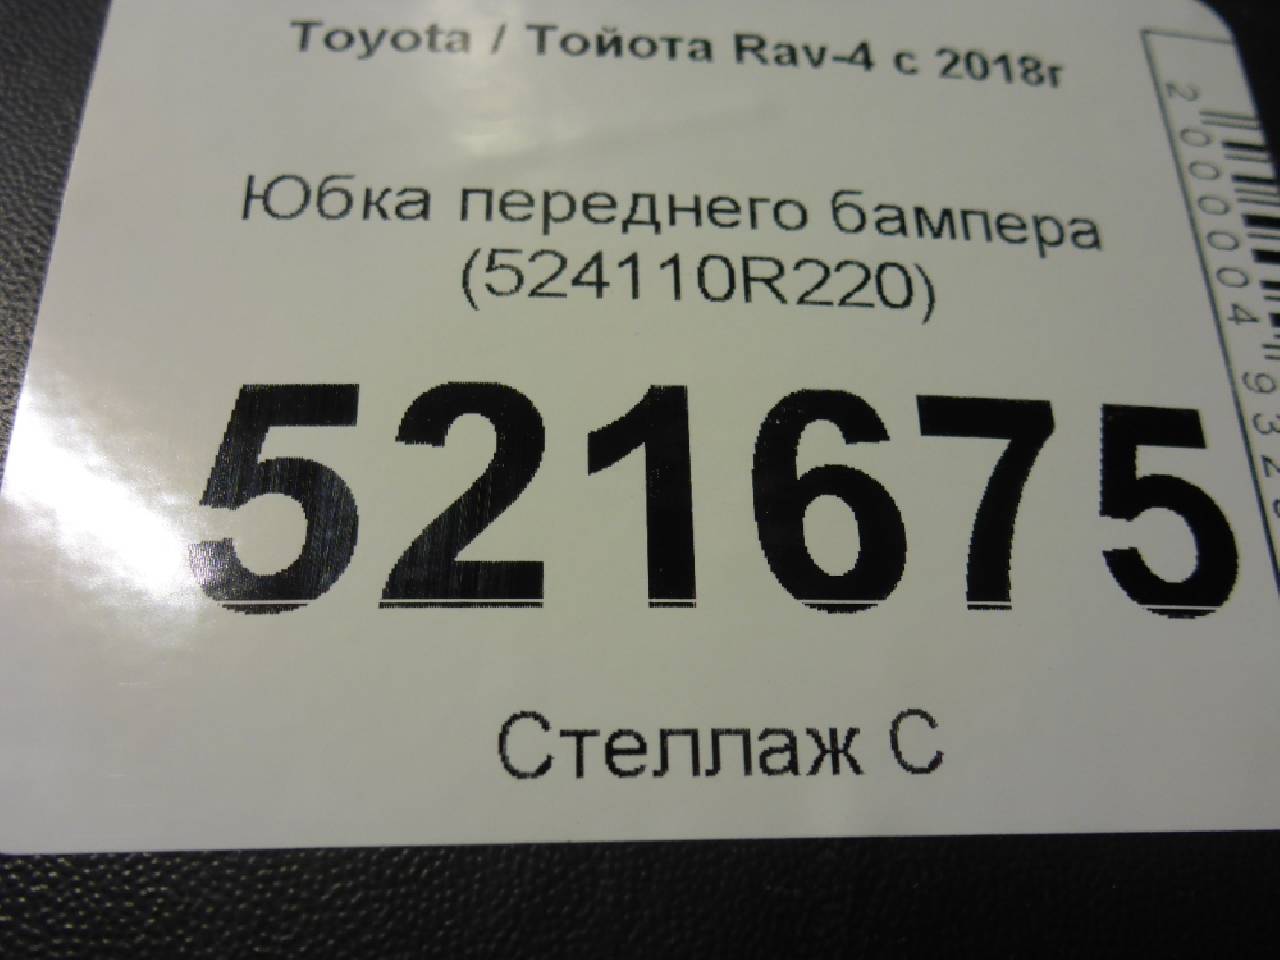 Toyota / Тойота Rav-4 с 2018г
Юбка переднего бампера
(524110R220)
521675
Стеллаж С